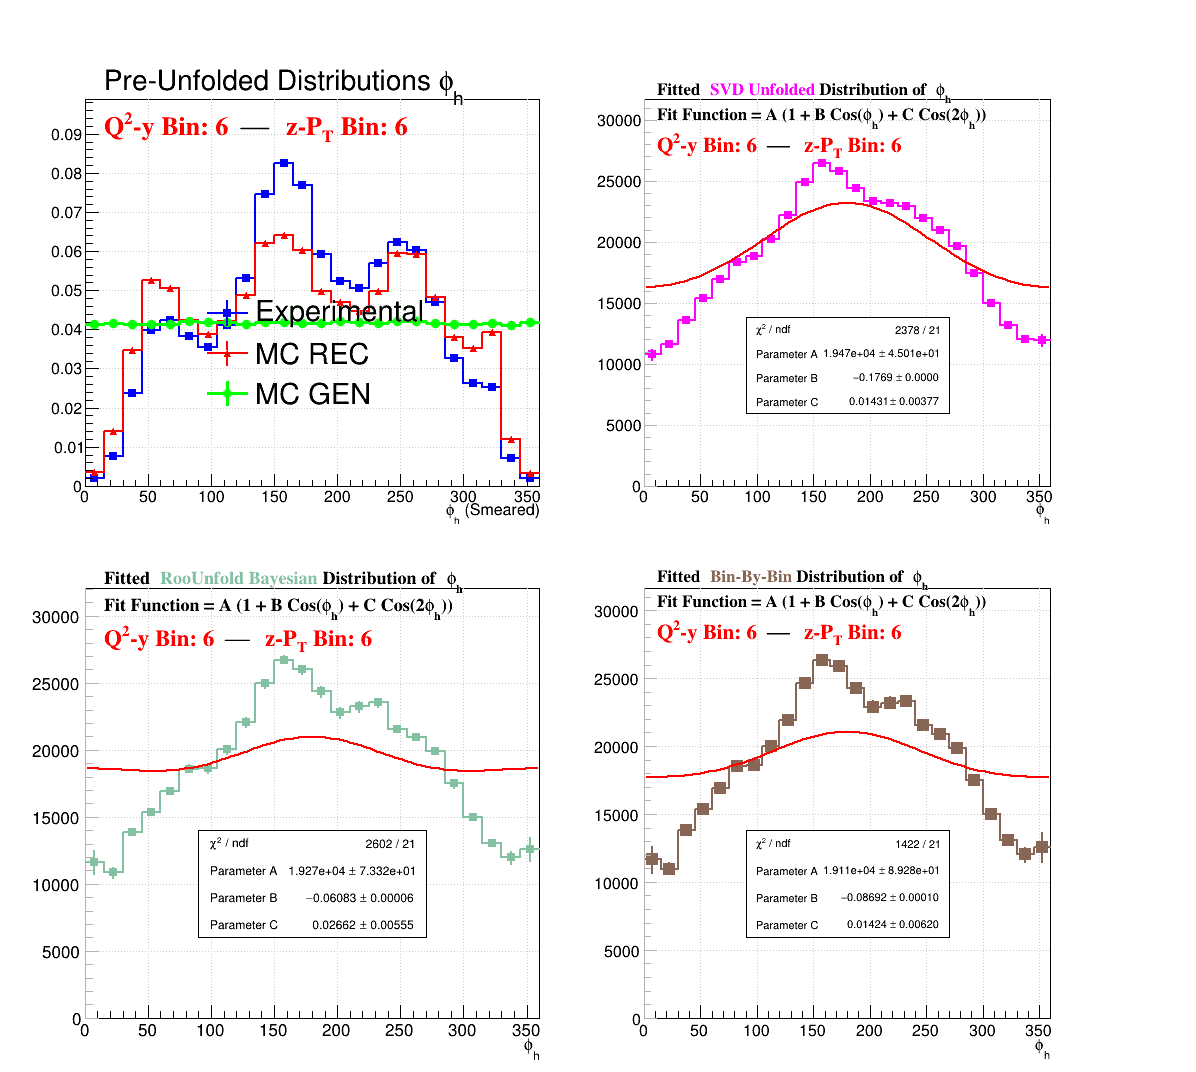 Pre-Unfolded Distributions ϕh
Q²-y Bin: 6 — z-PT Bin: 6
0.09
0.08
0.07
0.06
0.05
0.04
0.03
0.02
0.01
0
Experimental
MC REC
MC GEN
0 50 100 150 200 250 300 350
ϕh (Smeared)
Fitted SVD Unfolded Distribution of ϕh
Fit Function = A (1 + B Cos(ϕh) + C Cos(2ϕh))
Q²-y Bin: 6 — z-PT Bin: 6
30000
25000
20000
15000
10000
5000
0
χ² / ndf 2378 / 21
Parameter A 1.947e+04 ± 4.501e+01
Parameter B −0.1769 ± 0.0000
Parameter C 0.01431 ± 0.00377
0 50 100 150 200 250 300 350
ϕh
Fitted RooUnfold Bayesian Distribution of ϕh
Fit Function = A (1 + B Cos(ϕh) + C Cos(2ϕh))
Q²-y Bin: 6 — z-PT Bin: 6
30000
25000
20000
15000
10000
5000
0
χ² / ndf 2602 / 21
Parameter A 1.927e+04 ± 7.332e+01
Parameter B −0.06083 ± 0.00006
Parameter C 0.02662 ± 0.00555
0 50 100 150 200 250 300 350
ϕh
Fitted Bin-By-Bin Distribution of ϕh
Fit Function = A (1 + B Cos(ϕh) + C Cos(2ϕh))
Q²-y Bin: 6 — z-PT Bin: 6
30000
25000
20000
15000
10000
5000
0
χ² / ndf 1422 / 21
Parameter A 1.911e+04 ± 8.928e+01
Parameter B −0.08692 ± 0.00010
Parameter C 0.01424 ± 0.00620
0 50 100 150 200 250 300 350
ϕh